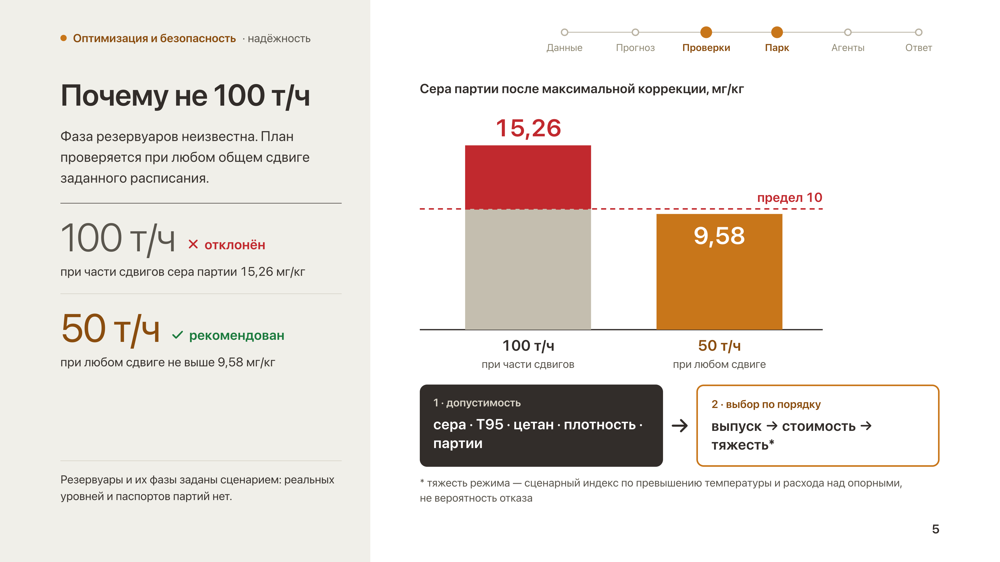 Оптимизация и безопасность · надёжность
Почему не 100 т/ч
Фаза резервуаров неизвестна. План
проверяется при любом общем сдвиге
заданного расписания.
100 т/ч × отклонён
при части сдвигов сера партии 15,26 мг/кг
50 т/ч ✓ рекомендован
при любом сдвиге не выше 9,58 мг/кг
Резервуары и их фазы заданы сценарием: реальных
уровней и паспортов партий нет.
Данные Прогноз Проверки Парк Агенты Ответ
Сера партии после максимальной коррекции, мг/кг
15,26
предел 10
9,58
100 т/ч
при части сдвигов
50 т/ч
при любом сдвиге
1 · допустимость
сера · Т95 · цетан · плотность ·
партии
→
2 · выбор по порядку
выпуск → стоимость →
тяжесть*
* тяжесть режима — сценарный индекс по превышению температуры и расхода над опорными,
не вероятность отказа
5